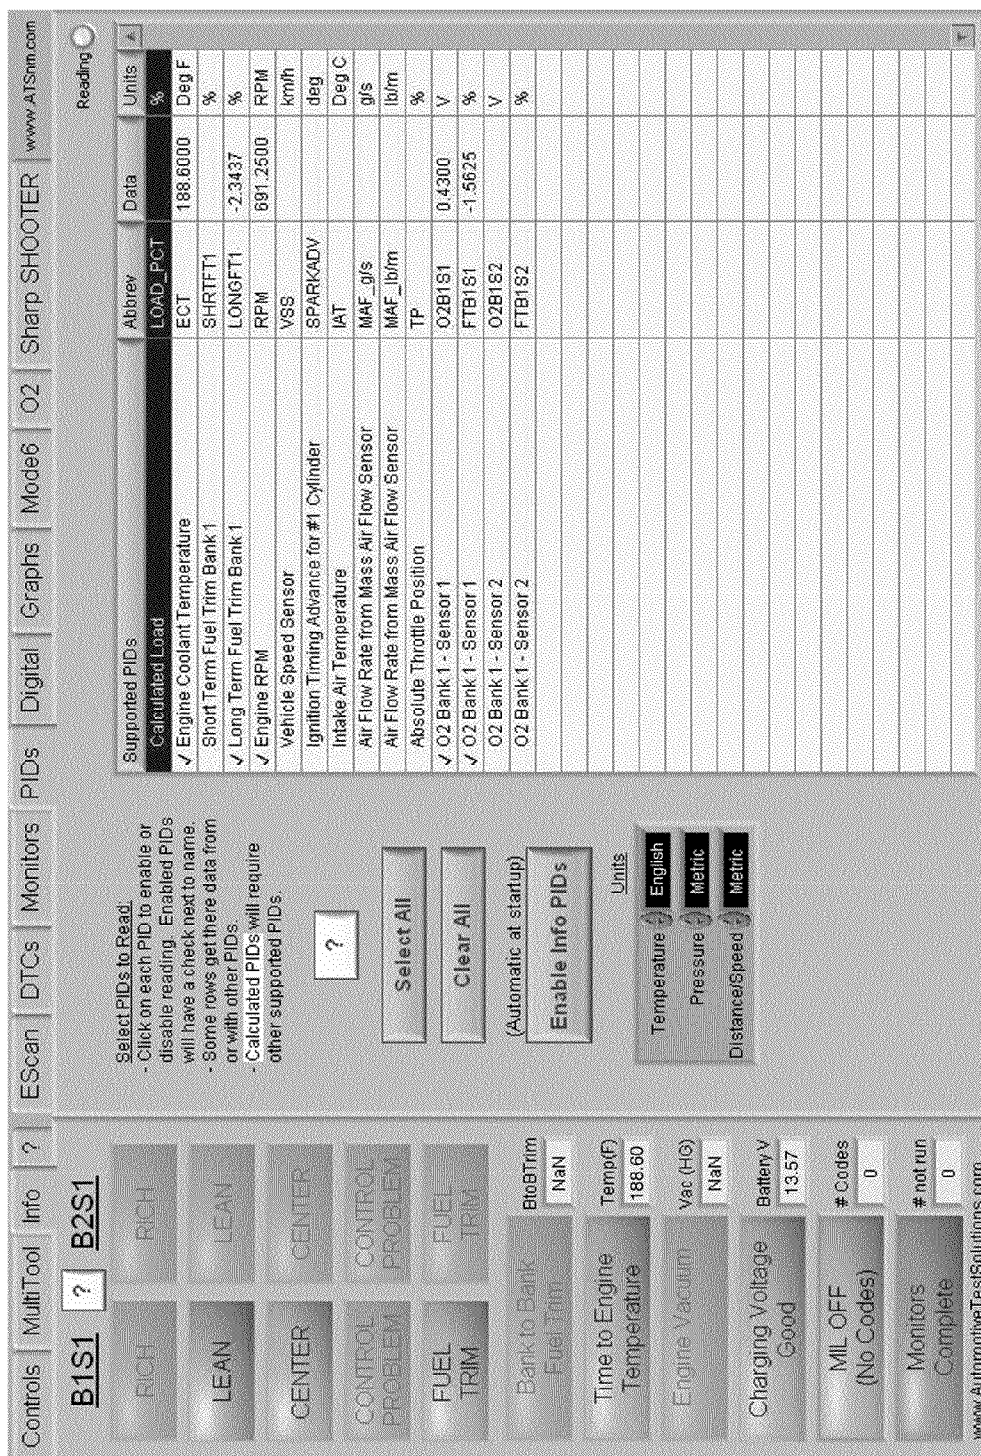 Controls MultiTool Info ? EScan DTCs Monitors PIDs Digital Graphs Mode6 O2 Sharp SHOOTER www.ATSnm.com
B1S1 ? B2S1
RICH RICH
LEAN LEAN
CENTER CENTER
CONTROL PROBLEM CONTROL PROBLEM
FUEL TRIM FUEL TRIM
Bank to Bank Fuel Trim BtoBTrim NaN
Time to Engine Temperature Temp(F) 188.60
Engine Vacuum Vac (HG) NaN
Charging Voltage Good Battery V 13.57
MIL OFF (No Codes) # Codes 0
Monitors Complete # not run 0
www.AutomotiveTestSolutions.com
Select PIDs to Read:
- Click on each PID to enable or
disable reading. Enabled PIDs
will have a check next to name.
- Some rows get there data from
or with other PIDs.
- Calculated PIDs will require
other supported PIDs.
?
Select All
Clear All
(Automatic at startup)
Enable Info PIDs
Units
Temperature English
Pressure Metric
Distance/Speed Metric
Reading
Supported PIDs Abbrev Data Units
Calculated Load LOAD_PCT %
✓ Engine Coolant Temperature ECT 188.6000 Deg F
Short Term Fuel Trim Bank 1 SHRTFT1 %
✓ Long Term Fuel Trim Bank 1 LONGFT1 -2.3437 %
✓ Engine RPM RPM 691.2500 RPM
Vehicle Speed Sensor VSS km/h
Ignition Timing Advance for #1 Cylinder SPARKADV deg
Intake Air Temperature IAT Deg C
Air Flow Rate from Mass Air Flow Sensor MAF_g/s g/s
Air Flow Rate from Mass Air Flow Sensor MAF_lb/m lb/m
Absolute Throttle Position TP %
✓ O2 Bank 1 - Sensor 1 O2B1S1 0.4300 V
✓ O2 Bank 1 - Sensor 1 FTB1S1 -1.5625 %
O2 Bank 1 - Sensor 2 O2B1S2 V
O2 Bank 1 - Sensor 2 FTB1S2 %